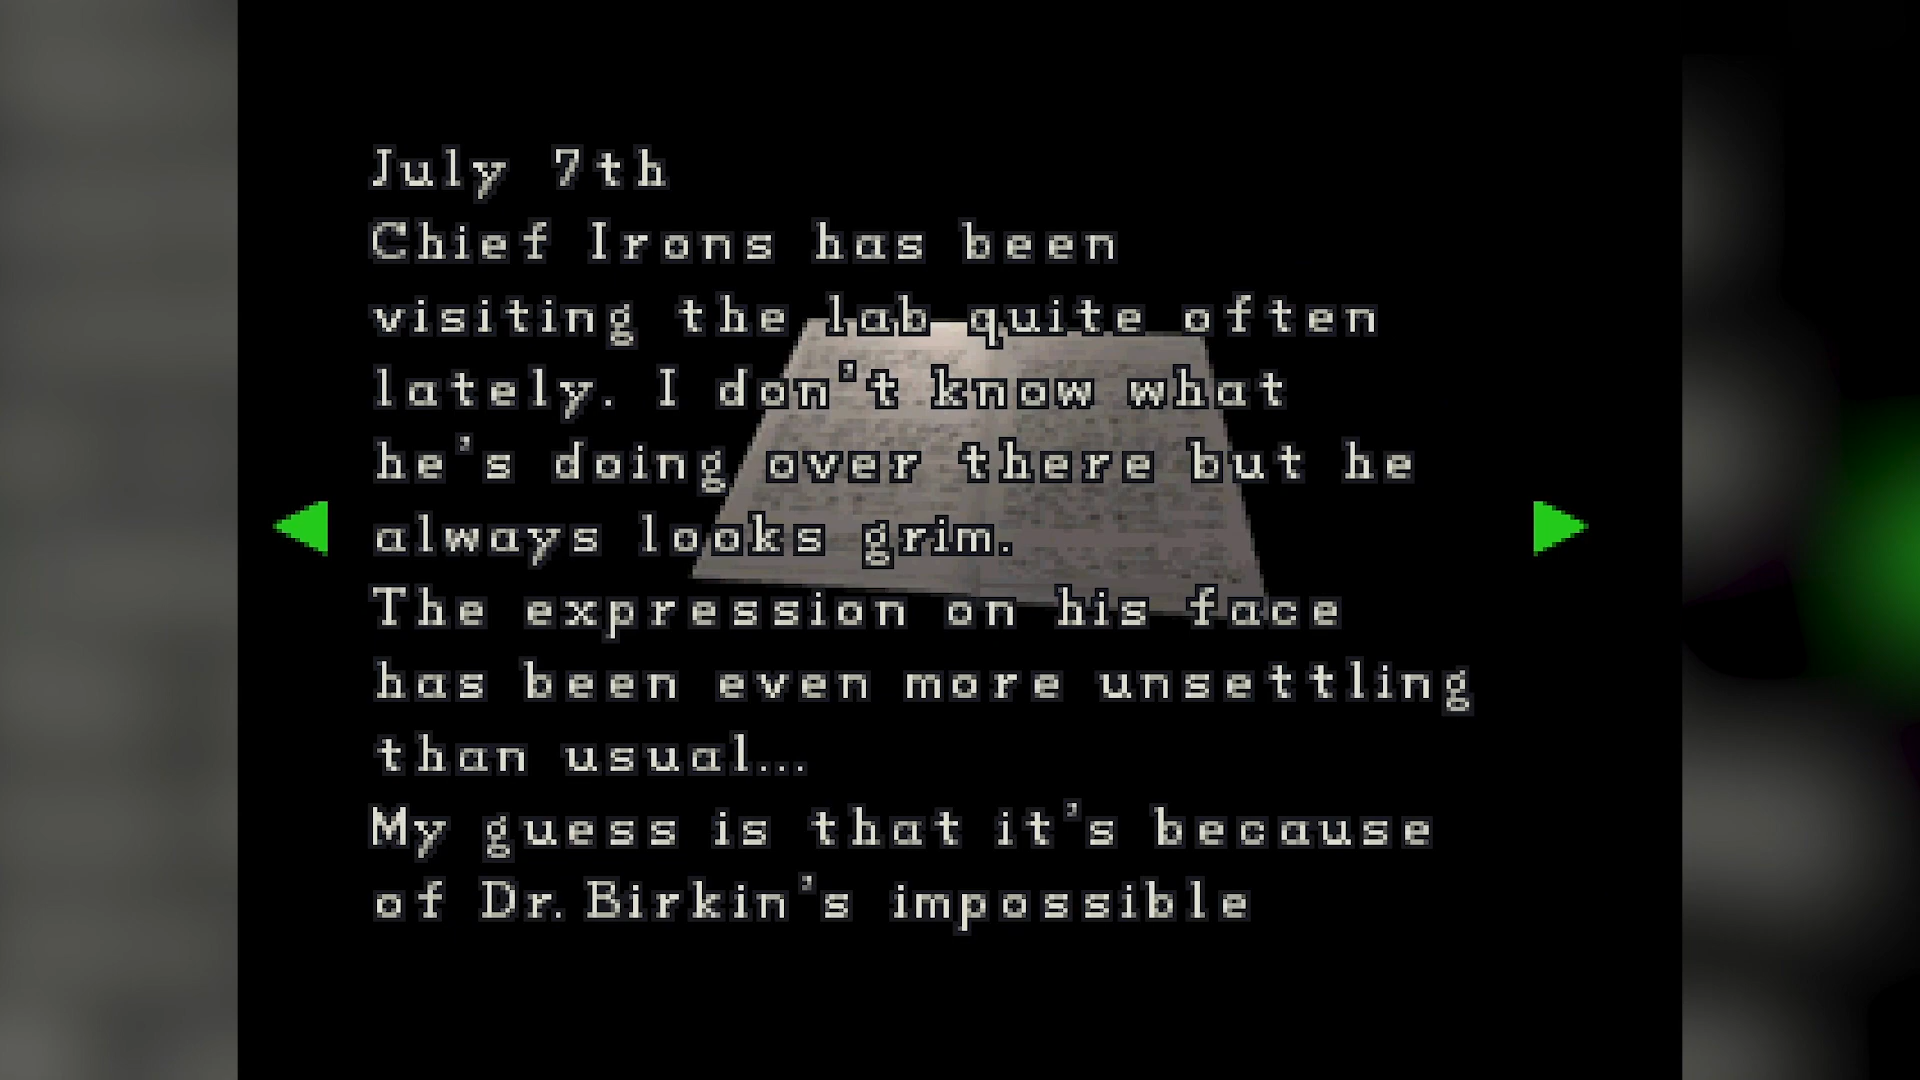 July 7th
Chief Irons has been
visiting the lab quite often
lately. I don't know what
he's doing over there but he
always looks grim.
The expression on his face
has been even more unsettling
than usual...
My guess is that it's because
of Dr.Birkin's impossible